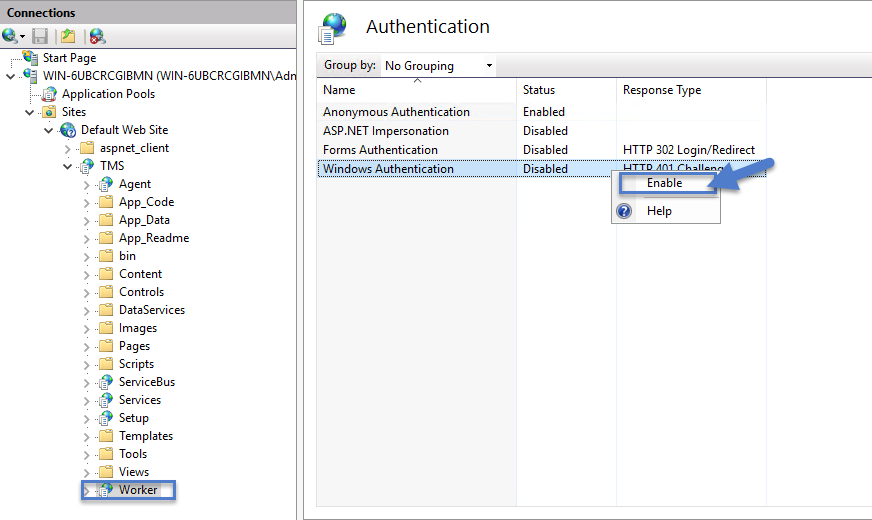 Connections
Start Page
WIN-6UBCRCGIBMN (WIN-6UBCRCGIBMN\Adn
Application Pools
Sites
Default Web Site
aspnet_client
TMS
Agent
App_Code
App_Data
App_Readme
bin
Content
Controls
DataServices
Images
Pages
Scripts
ServiceBus
Services
Setup
Templates
Tools
Views
Worker
Authentication
Group by: No Grouping
Name Status Response Type
Anonymous Authentication Enabled
ASP.NET Impersonation Disabled
Forms Authentication Disabled HTTP 302 Login/Redirect
Windows Authentication Disabled HTTP 401 Challeng
Enable
Help